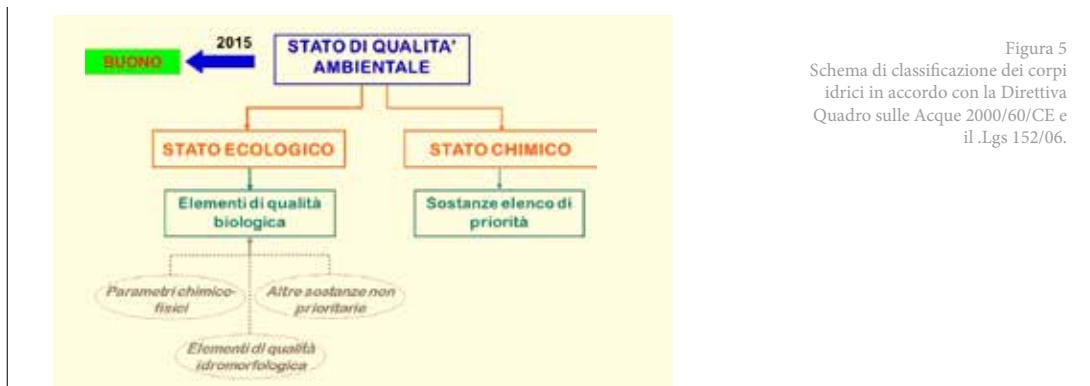 2015
BUONO
STATO DI QUALITA'
AMBIENTALE
STATO ECOLOGICO
STATO CHIMICO
Elementi di qualità
biologica
Sostanze elenco di
priorità
Parametri chimico-
fisici
Altre sostanze non
prioritarie
Elementi di qualità
idromorfologica
Figura 5
Schema di classificazione dei corpi
idrici in accordo con la Direttiva
Quadro sulle Acque 2000/60/CE e
il .Lgs 152/06.